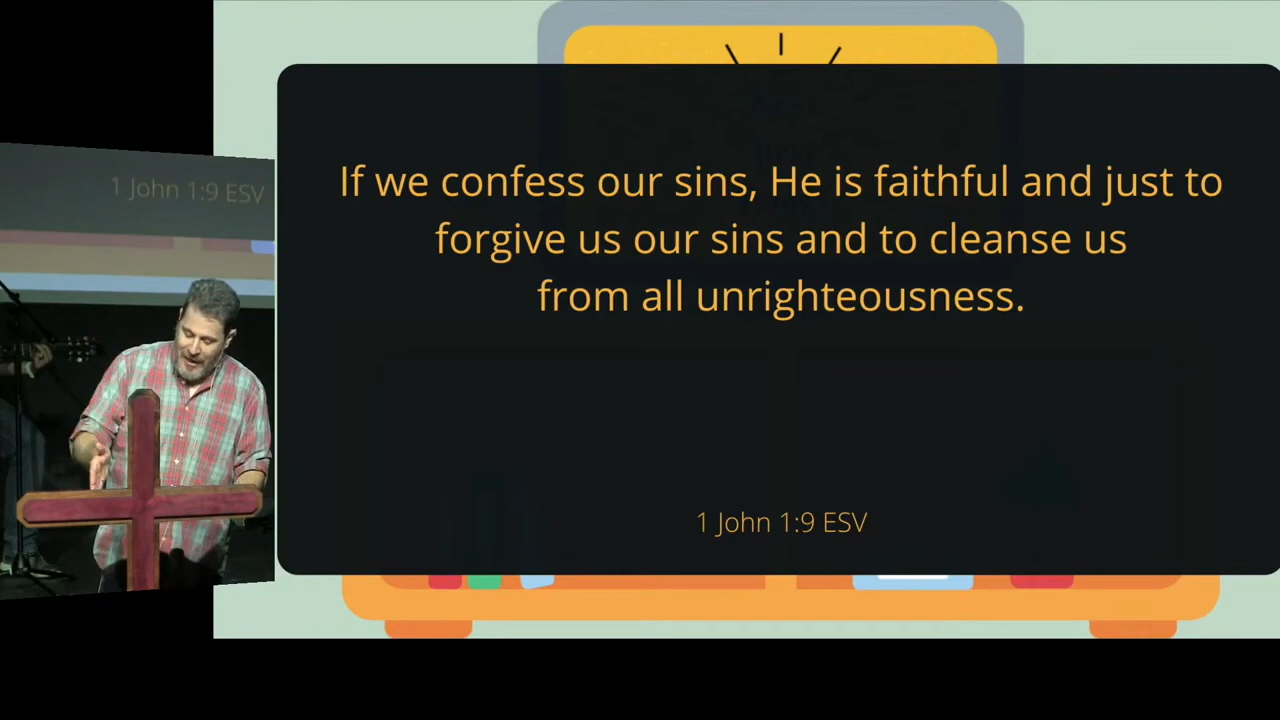 1 John 1:9 ESV
If we confess our sins, He is faithful and just to
forgive us our sins and to cleanse us
from all unrighteousness.
1 John 1:9 ESV